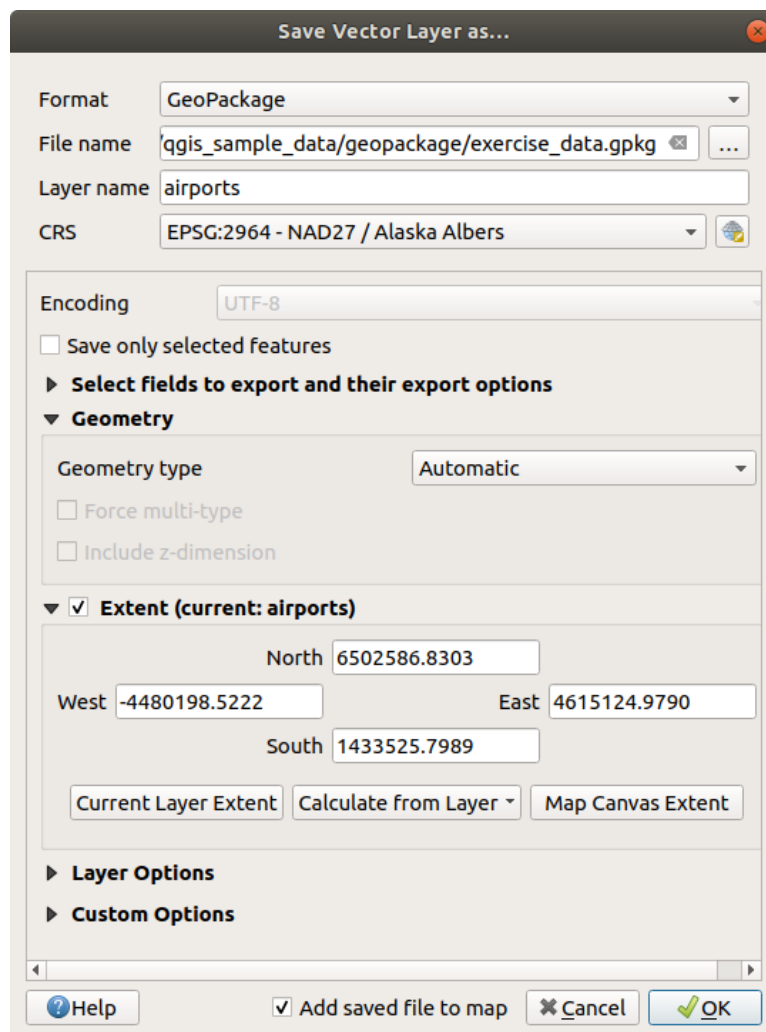 Save Vector Layer as...
Format GeoPackage
File name /qgis_sample_data/geopackage/exercise_data.gpkg ...
Layer name airports
CRS EPSG:2964 - NAD27 / Alaska Albers
Encoding UTF-8
Save only selected features
Select fields to export and their export options
Geometry
Geometry type Automatic
Force multi-type
Include z-dimension
Extent (current: airports)
North 6502586.8303
West -4480198.5222 East 4615124.9790
South 1433525.7989
Current Layer Extent Calculate from Layer Map Canvas Extent
Layer Options
Custom Options
Help Add saved file to map Cancel OK